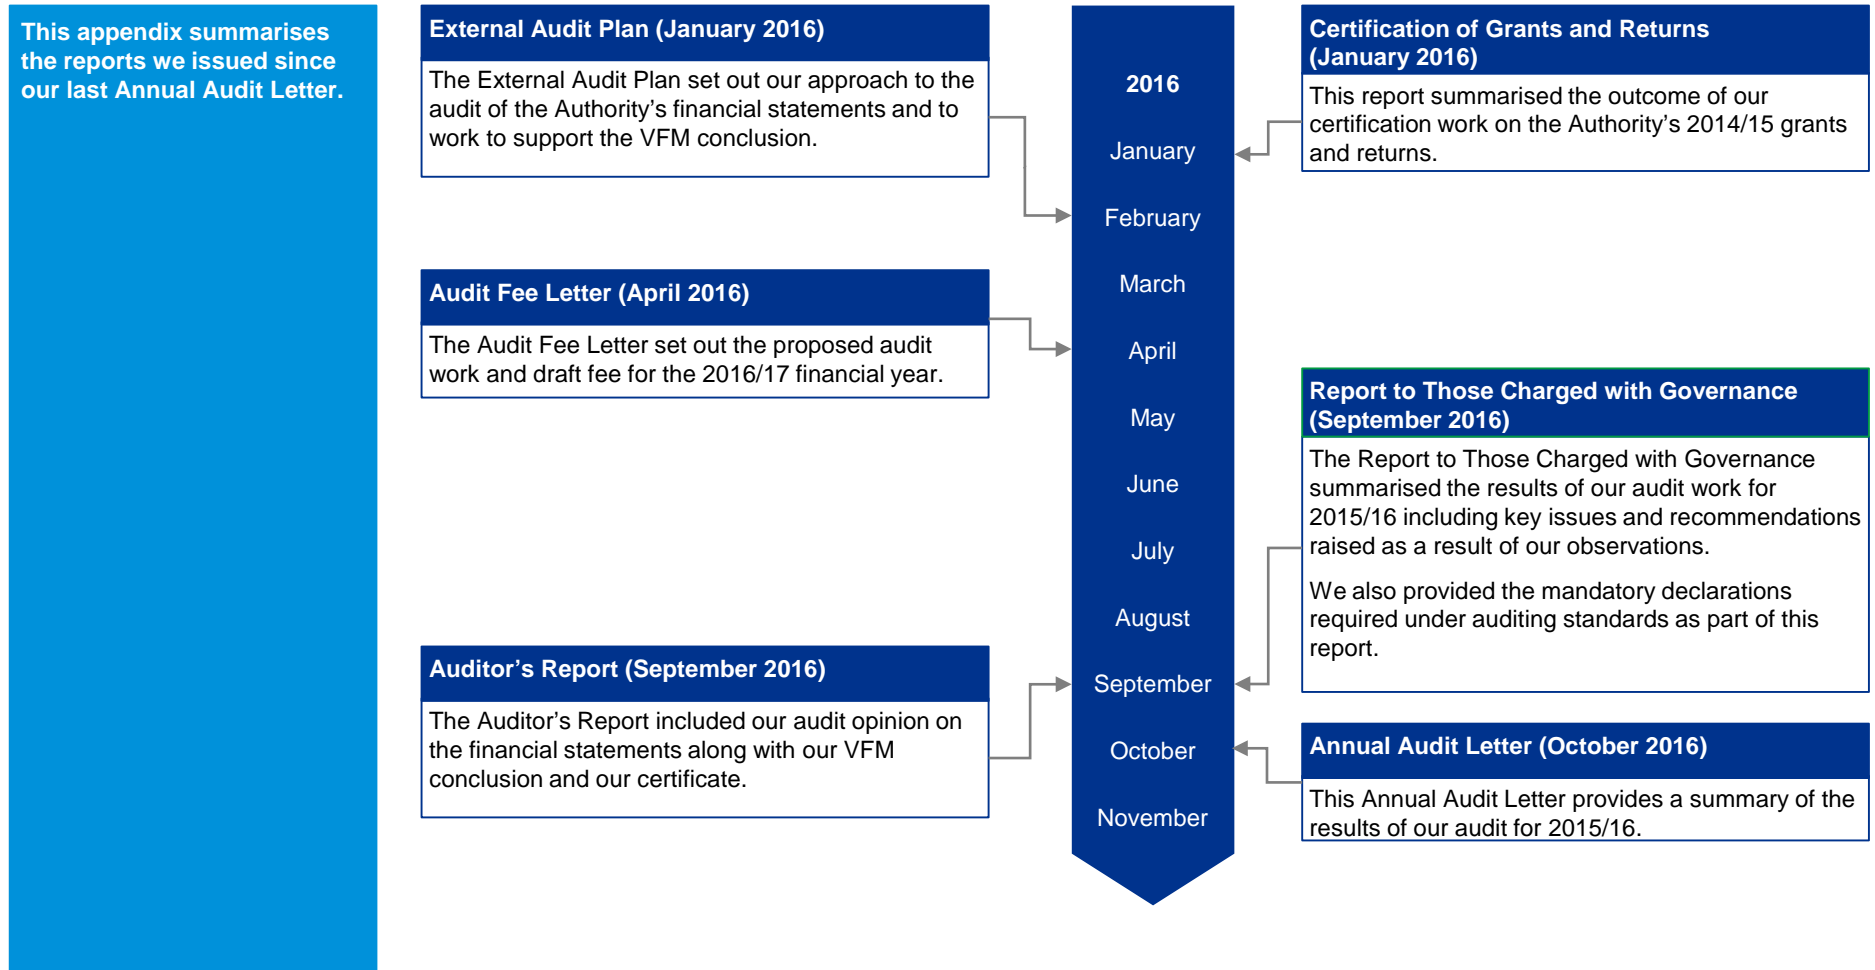 This appendix summarises
the reports we issued since
our last Annual Audit Letter.
External Audit Plan (January 2016)
The External Audit Plan set out our approach to the
audit of the Authority’s financial statements and to
work to support the VFM conclusion.
Audit Fee Letter (April 2016)
The Audit Fee Letter set out the proposed audit
work and draft fee for the 2016/17 financial year.
Auditor’s Report (September 2016)
The Auditor’s Report included our audit opinion on
the financial statements along with our VFM
conclusion and our certificate.
2016
January
February
March
April
May
June
July
August
September
October
November
Certification of Grants and Returns
(January 2016)
This report summarised the outcome of our
certification work on the Authority’s 2014/15 grants
and returns.
Report to Those Charged with Governance
(September 2016)
The Report to Those Charged with Governance
summarised the results of our audit work for
2015/16 including key issues and recommendations
raised as a result of our observations.
We also provided the mandatory declarations
required under auditing standards as part of this
report.
Annual Audit Letter (October 2016)
This Annual Audit Letter provides a summary of the
results of our audit for 2015/16.